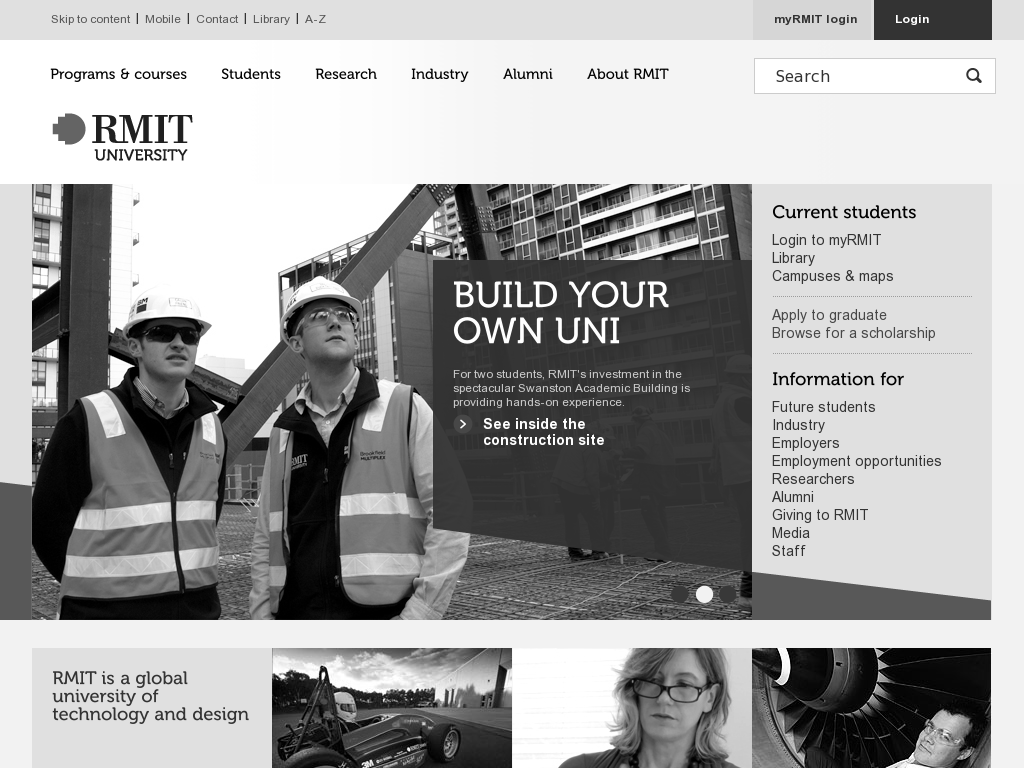 Skip to content | Mobile | Contact | Library | A-Z
myRMIT login
Login
Programs & courses
Students
Research
Industry
Alumni
About RMIT
Search
RMIT
UNIVERSITY
BUILD YOUR
OWN UNI
For two students, RMIT's investment in the
spectacular Swanston Academic Building is
providing hands-on experience.
See inside the
construction site
Current students
Login to myRMIT
Library
Campuses & maps
Apply to graduate
Browse for a scholarship
Information for
Future students
Industry
Employers
Employment opportunities
Researchers
Alumni
Giving to RMIT
Media
Staff
RMIT is a global
university of
technology and design
RMIT
MULTIPLEX
RMIT
3M